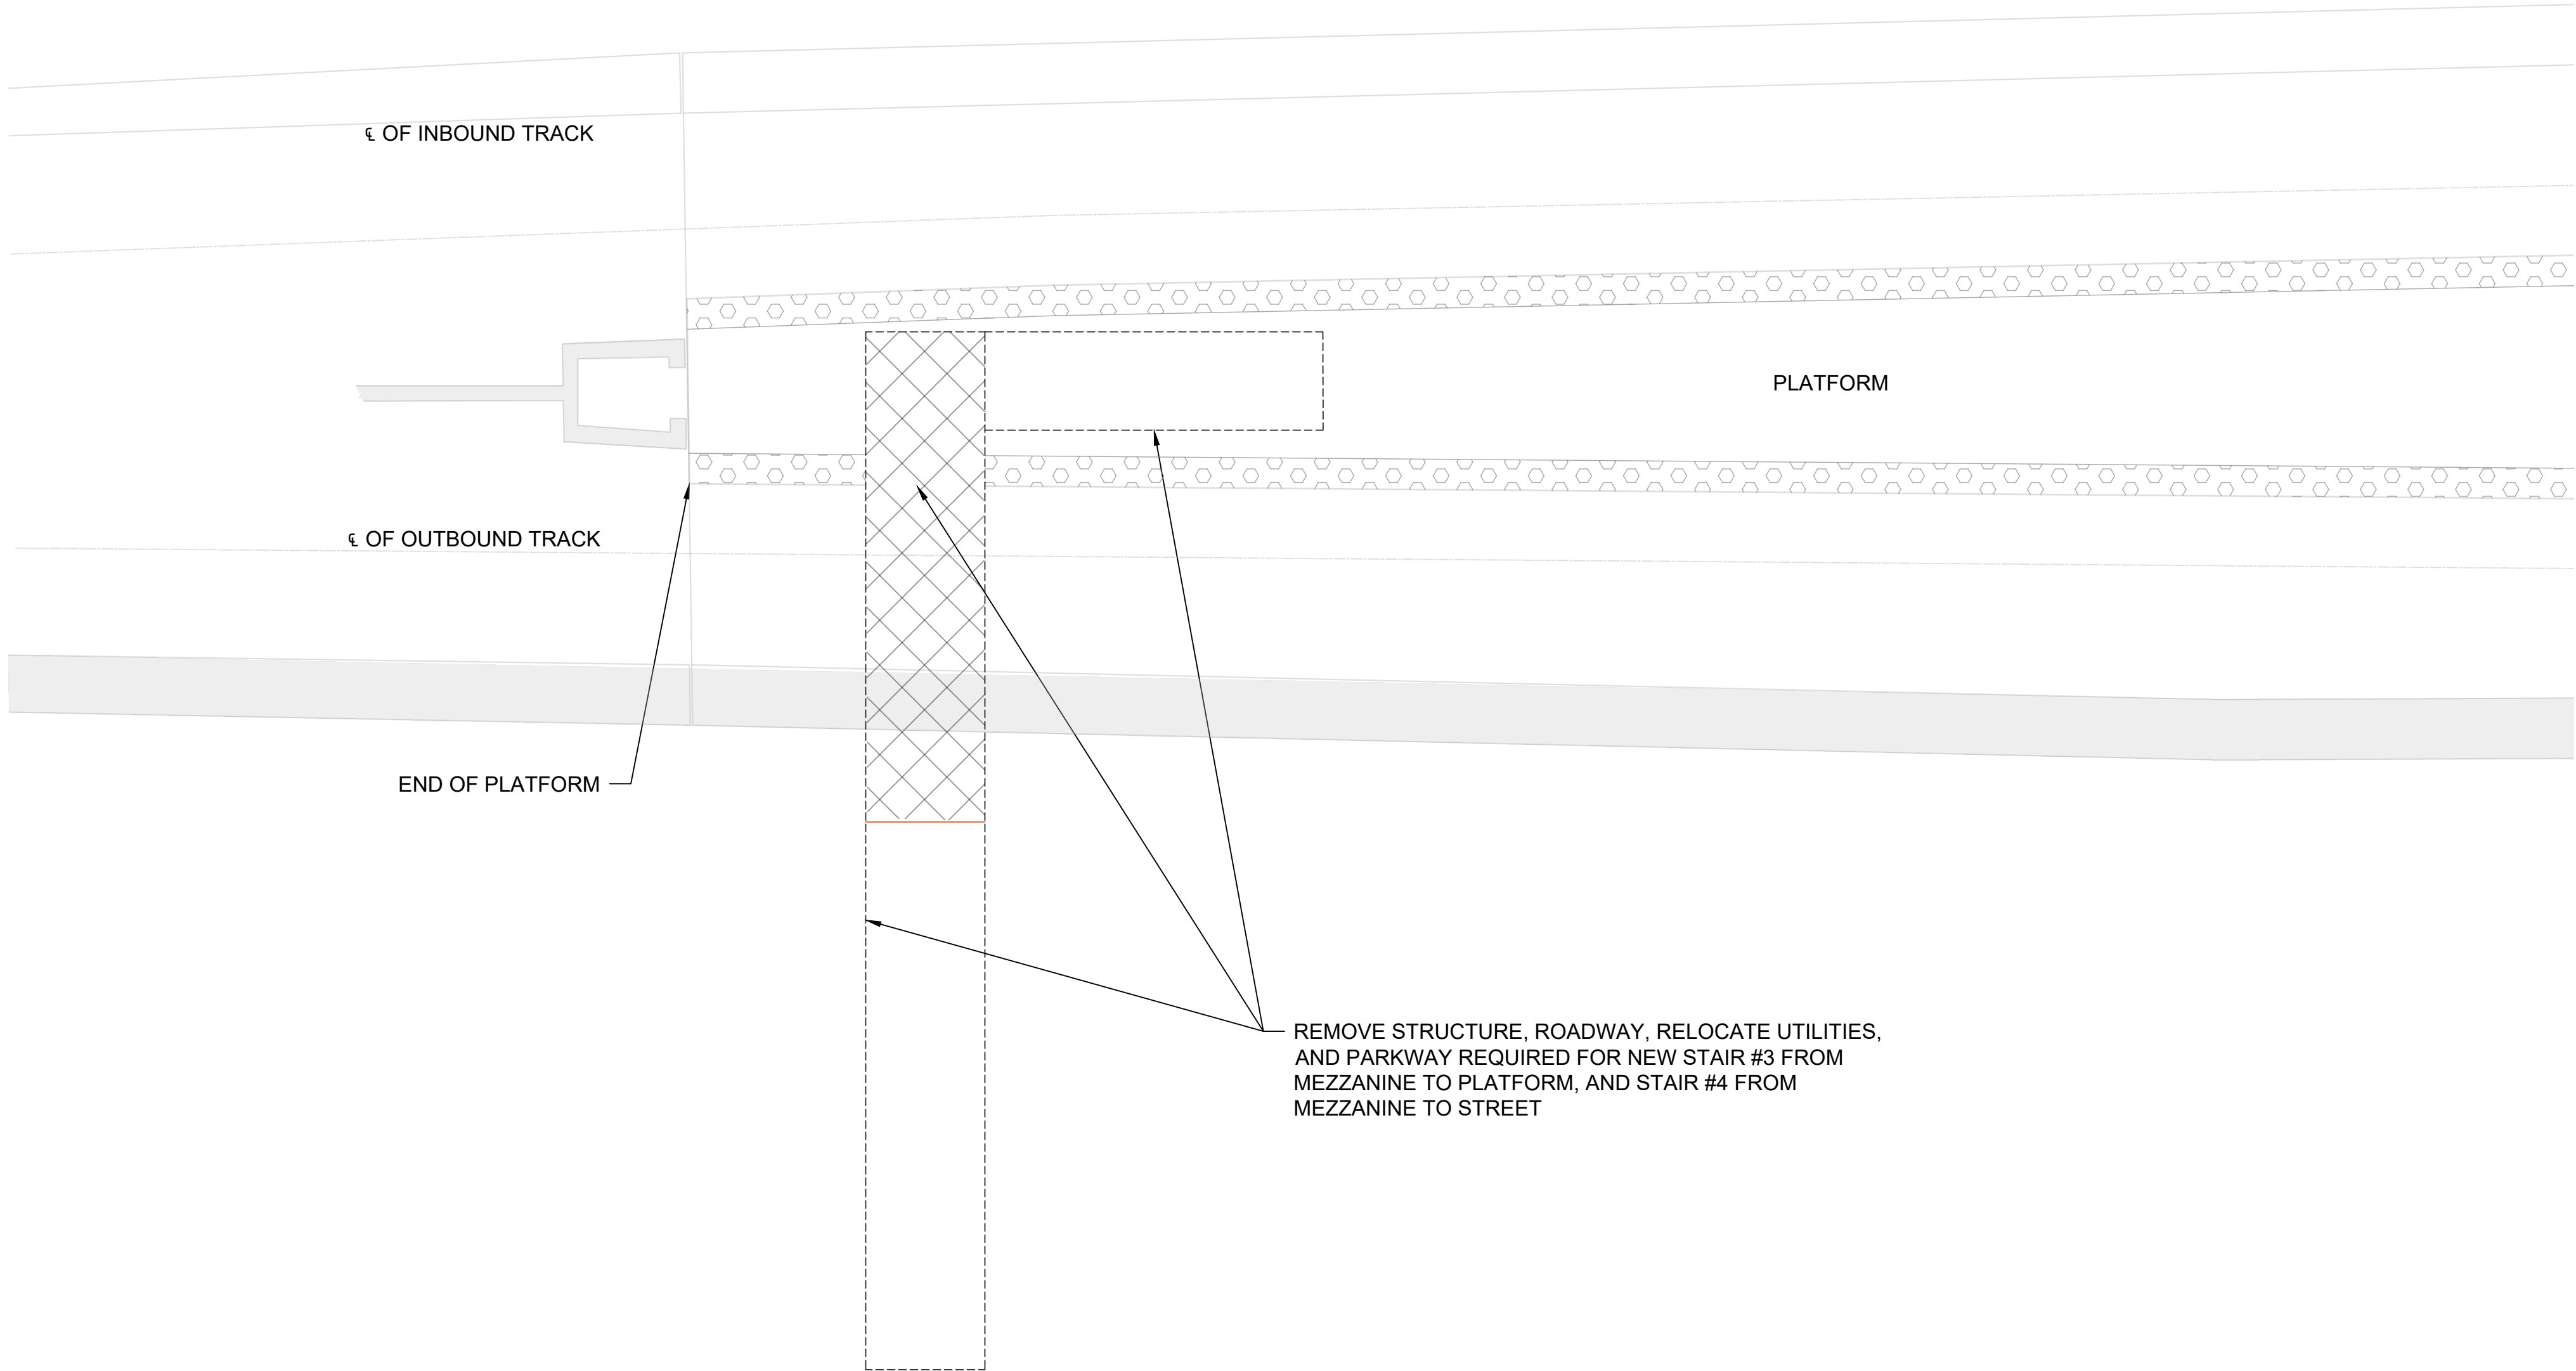 ℄ OF INBOUND TRACK
PLATFORM
℄ OF OUTBOUND TRACK
END OF PLATFORM
REMOVE STRUCTURE, ROADWAY, RELOCATE UTILITIES,
AND PARKWAY REQUIRED FOR NEW STAIR #3 FROM
MEZZANINE TO PLATFORM, AND STAIR #4 FROM
MEZZANINE TO STREET